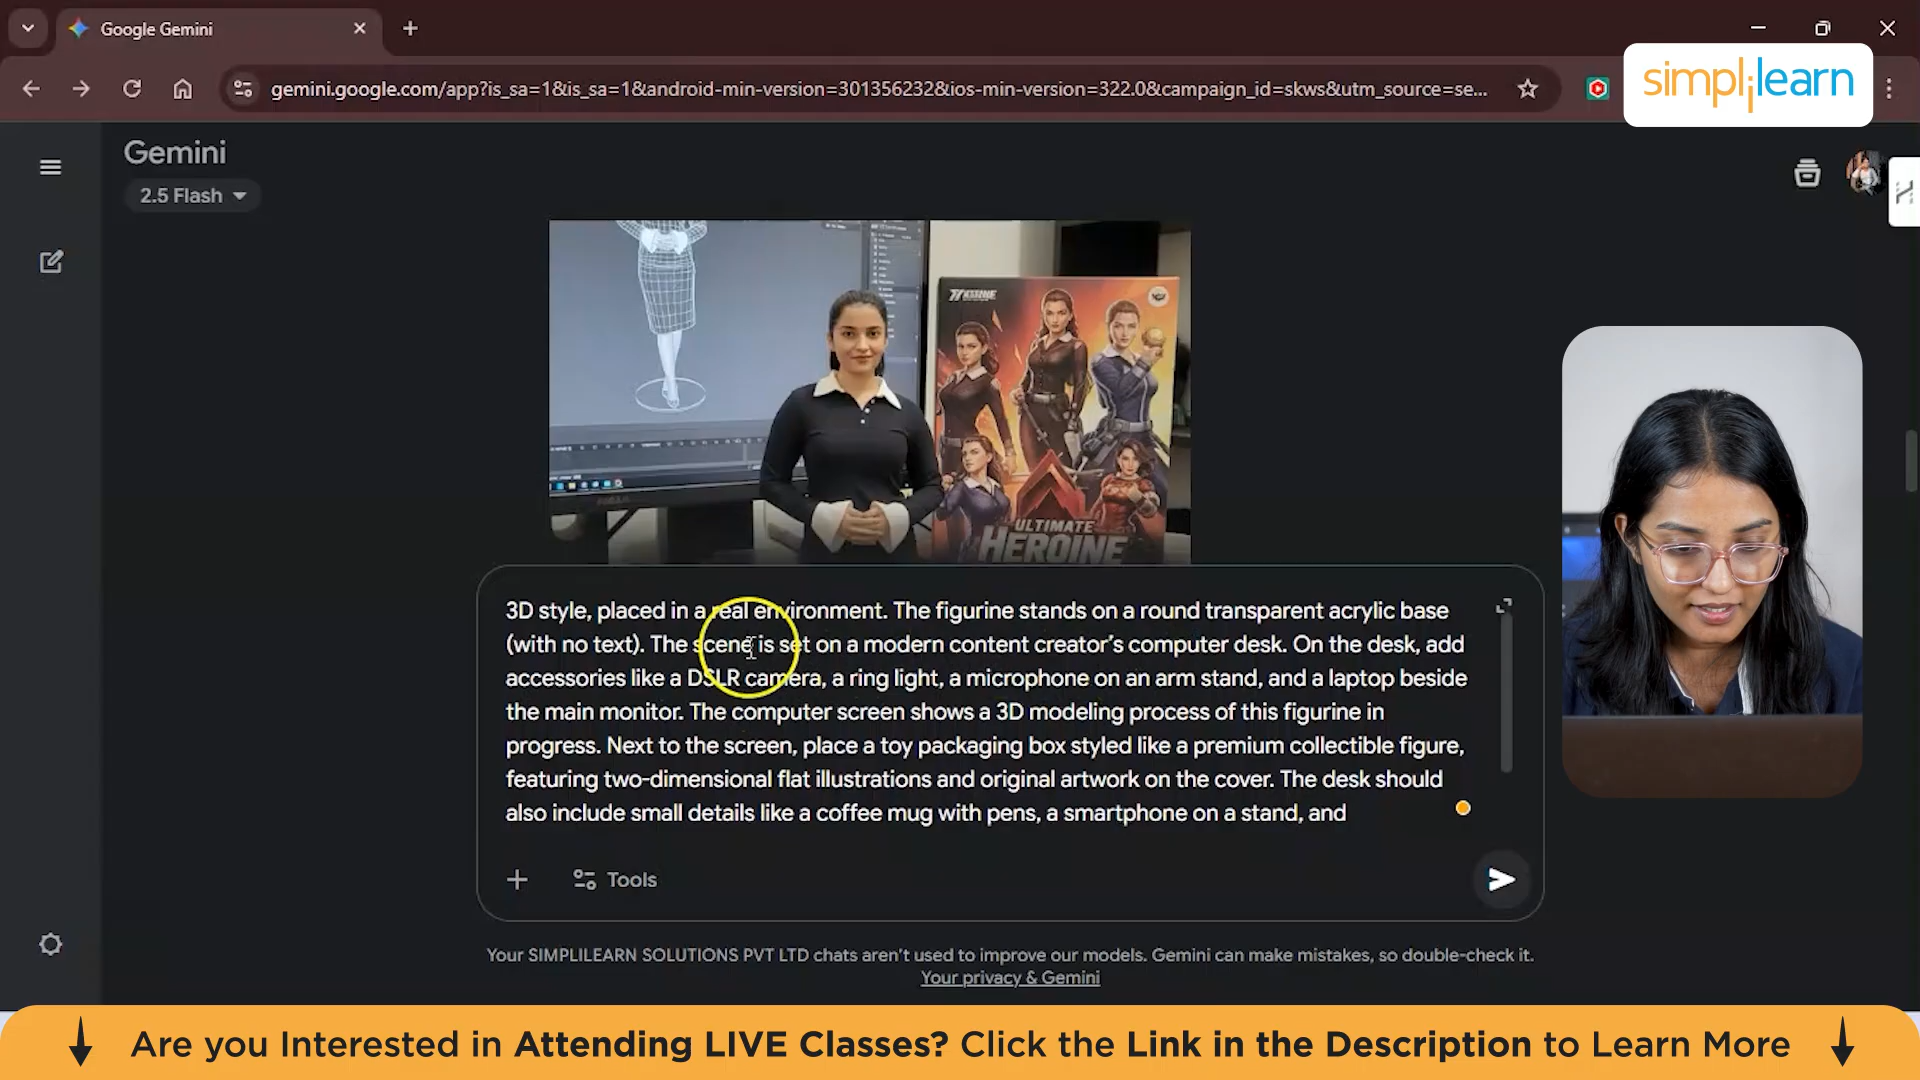 Google Gemini
gemini.google.com/app?is_sa=1&is_sa=1&android-min-version=301356232&ios-min-version=322.0&campaign_id=skws&utm_source=se...
simplilearn
Gemini
2.5 Flash
ULTIMATE
HEROINE
3D style, placed in a real environment. The figurine stands on a round transparent acrylic base
(with no text). The scene is set on a modern content creator’s computer desk. On the desk, add
accessories like a DSLR camera, a ring light, a microphone on an arm stand, and a laptop beside
the main monitor. The computer screen shows a 3D modeling process of this figurine in
progress. Next to the screen, place a toy packaging box styled like a premium collectible figure,
featuring two-dimensional flat illustrations and original artwork on the cover. The desk should
also include small details like a coffee mug with pens, a smartphone on a stand, and
Tools
Your SIMPLILEARN SOLUTIONS PVT LTD chats aren’t used to improve our models. Gemini can make mistakes, so double-check it.
Your privacy & Gemini
Are you Interested in Attending LIVE Classes? Click the Link in the Description to Learn More